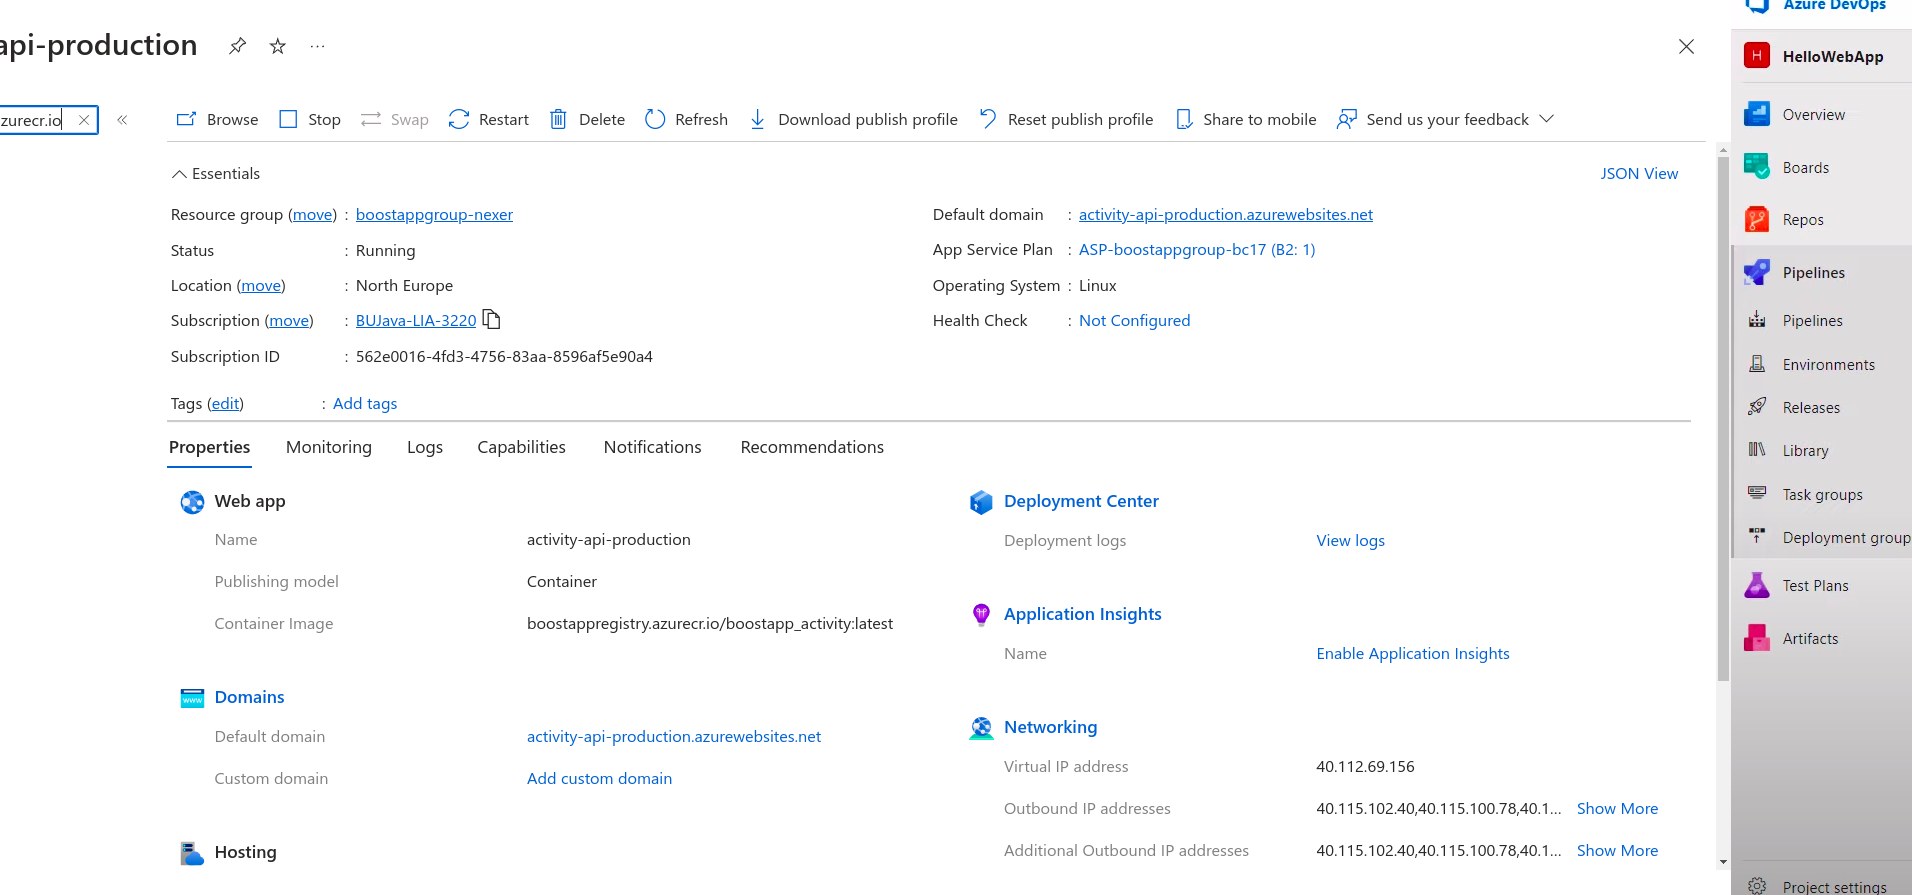 api-production
zurecr.io
Browse Stop Swap Restart Delete Refresh Download publish profile Reset publish profile Share to mobile Send us your feedback
Essentials
JSON View
Resource group (move) : boostappgroup-nexer
Status : Running
Location (move) : North Europe
Subscription (move) : BUJava-LIA-3220
Subscription ID : 562e0016-4fd3-4756-83aa-8596af5e90a4
Default domain : activity-api-production.azurewebsites.net
App Service Plan : ASP-boostappgroup-bc17 (B2: 1)
Operating System : Linux
Health Check : Not Configured
Tags (edit) : Add tags
Properties Monitoring Logs Capabilities Notifications Recommendations
Web app
Name activity-api-production
Publishing model Container
Container Image boostappregistry.azurecr.io/boostapp_activity:latest
Domains
Default domain activity-api-production.azurewebsites.net
Custom domain Add custom domain
Hosting
Deployment Center
Deployment logs View logs
Application Insights
Name Enable Application Insights
Networking
Virtual IP address 40.112.69.156
Outbound IP addresses 40.115.102.40,40.115.100.78,40.1... Show More
Additional Outbound IP addresses 40.115.102.40,40.115.100.78,40.1... Show More
Azure DevOps
H HelloWebApp
Overview
Boards
Repos
Pipelines
Pipelines
Environments
Releases
Library
Task groups
Deployment group
Test Plans
Artifacts
Project settings